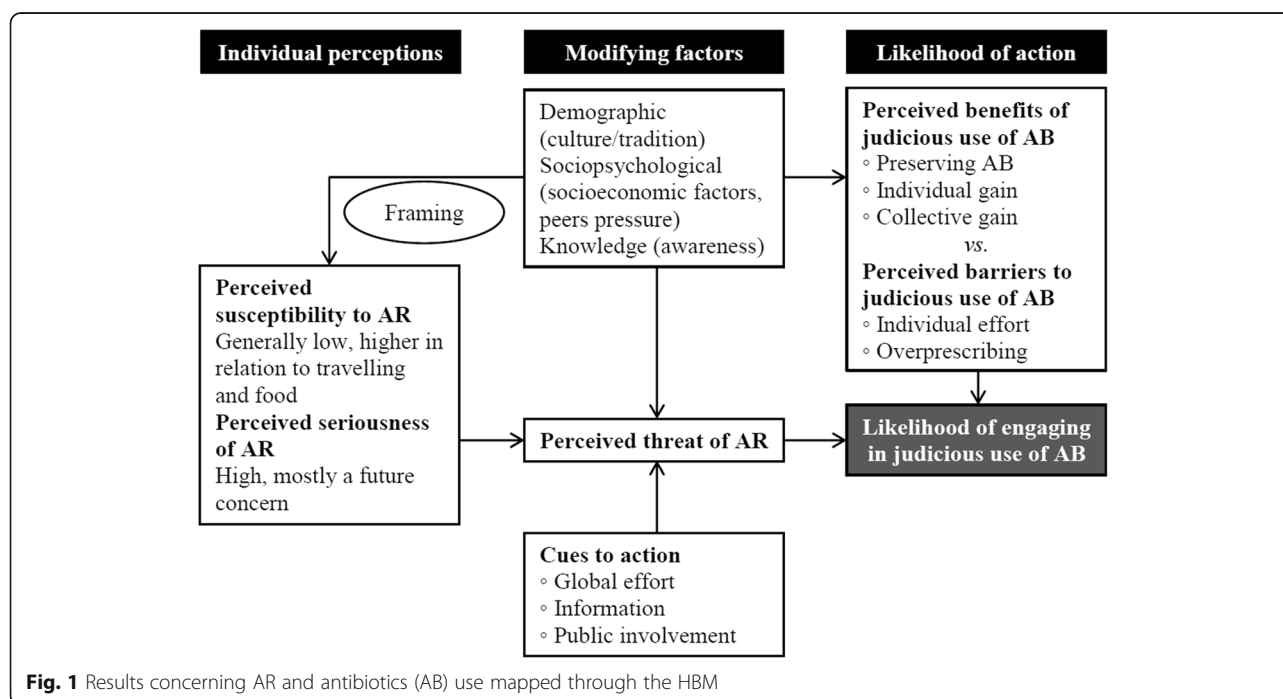 Individual perceptions
Modifying factors
Likelihood of action
Demographic
(culture/tradition)
Sociopsychological
(socioeconomic factors,
peers pressure)
Knowledge (awareness)
Perceived benefits of
judicious use of AB
◦ Preserving AB
◦ Individual gain
◦ Collective gain
vs.
Perceived barriers to
judicious use of AB
◦ Individual effort
◦ Overprescribing
Framing
Perceived
susceptibility to AR
Generally low, higher in
relation to travelling
and food
Perceived seriousness
of AR
High, mostly a future
concern
Perceived threat of AR
Likelihood of engaging
in judicious use of AB
Cues to action
◦ Global effort
◦ Information
◦ Public involvement
Fig. 1 Results concerning AR and antibiotics (AB) use mapped through the HBM